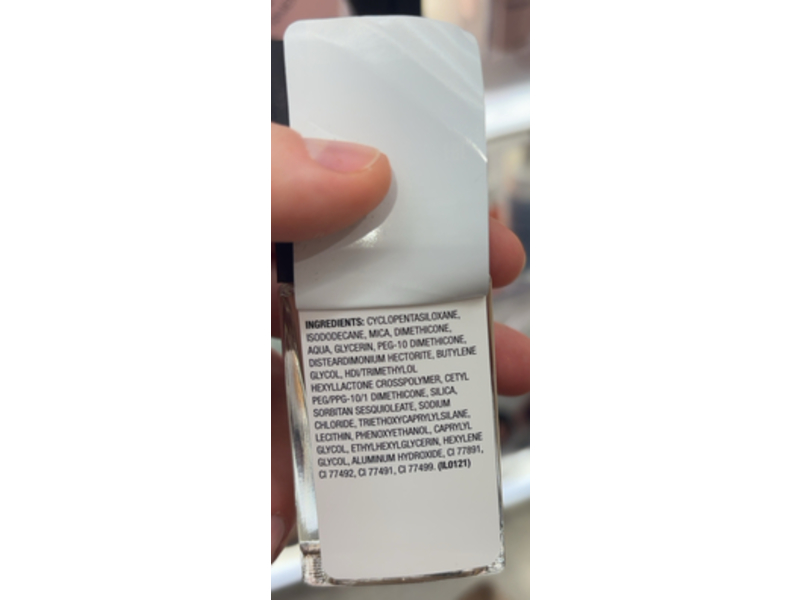 INGREDIENTS: CYCLOPENTASILOXANE,
ISODODECANE, MICA, DIMETHICONE,
AQUA, GLYCERIN, PEG-10 DIMETHICONE,
DISTEARDIMONIUM HECTORITE, BUTYLENE
GLYCOL, HDI/TRIMETHYLOL
HEXYLLACTONE CROSSPOLYMER, CETYL
PEG/PPG-10/1 DIMETHICONE, SILICA,
SORBITAN SESQUIOLEATE, SODIUM
CHLORIDE, TRIETHOXYCAPRYLYLSILANE,
LECITHIN, PHENOXYETHANOL, CAPRYLYL
GLYCOL, ETHYLHEXYLGLYCERIN, HEXYLENE
GLYCOL, ALUMINUM HYDROXIDE, CI 77891,
CI 77492, CI 77491, CI 77499. (IL0121)